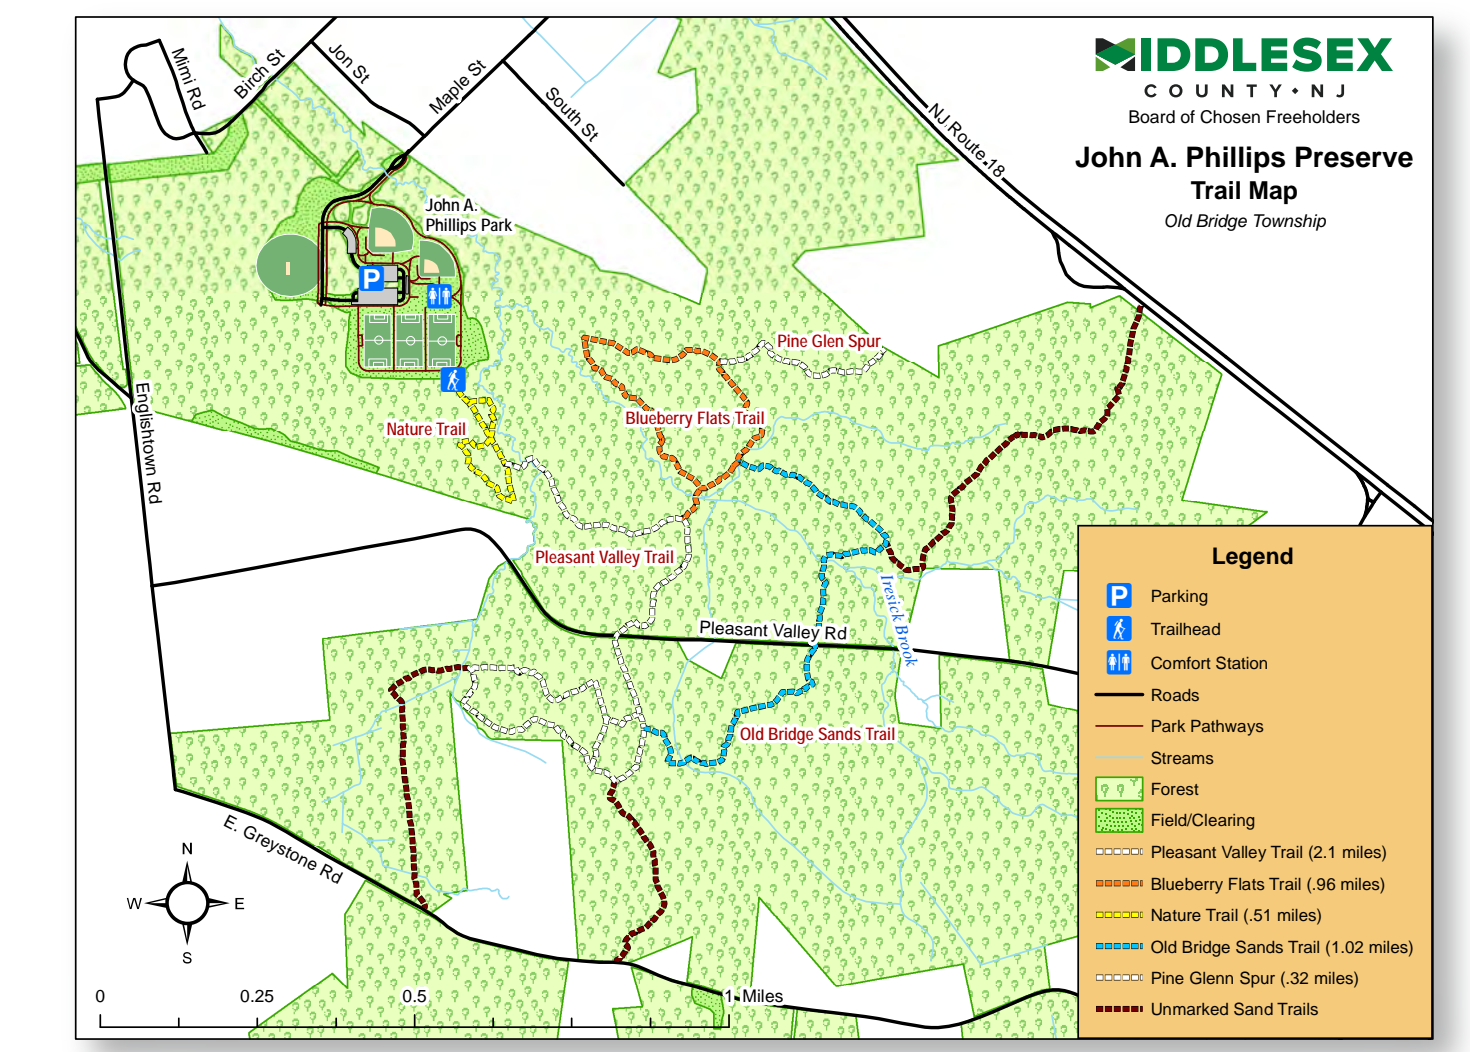 MIDDLESEX
COUNTY • NJ
Board of Chosen Freeholders
John A. Phillips Preserve
Trail Map
Old Bridge Township
Mimi Rd
Birch St
Jon St
Maple St
South St
NJ Route 18
John A.
Phillips Park
P
Pine Glen Spur
Blueberry Flats Trail
Nature Trail
Englishtown Rd
Pleasant Valley Trail
Iresick Brook
Pleasant Valley Rd
Old Bridge Sands Trail
E. Greystone Rd
N
W E
S
0 0.25 0.5 1 Miles
Legend
P Parking
Trailhead
Comfort Station
Roads
Park Pathways
Streams
Forest
Field/Clearing
Pleasant Valley Trail (2.1 miles)
Blueberry Flats Trail (.96 miles)
Nature Trail (.51 miles)
Old Bridge Sands Trail (1.02 miles)
Pine Glenn Spur (.32 miles)
Unmarked Sand Trails